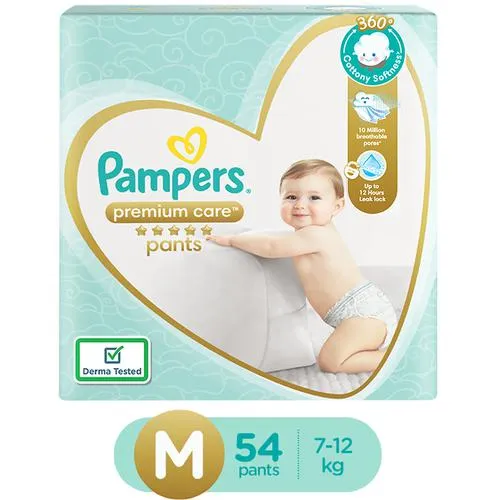 360°
Cottony Softness*
10 Million
breathable
pores*
Up to
12 Hours
Leak lock
Pampers®
premium care™
pants
Derma Tested
M
54
pants
7-12
kg